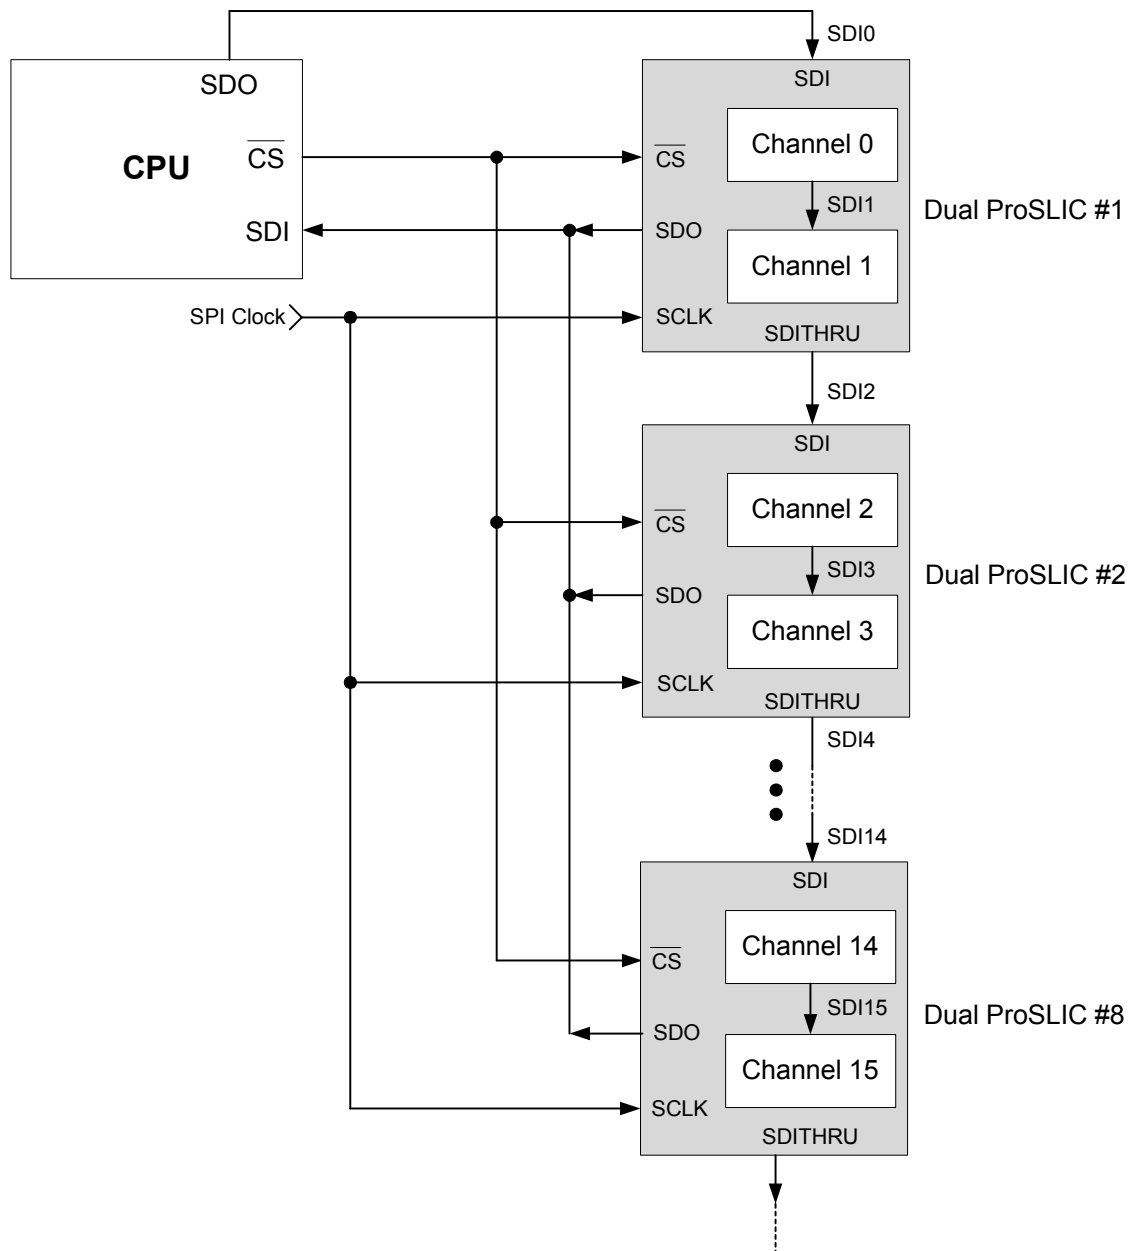 SDI0
SDO
SDI
CPU
CS
SDI
SPI Clock
CS
SDO
SCLK
Channel 0
SDI1
Channel 1
SDITHRU
Dual ProSLIC #1
SDI2
SDI
CS
SDO
SCLK
Channel 2
SDI3
Channel 3
SDITHRU
Dual ProSLIC #2
SDI4
SDI14
SDI
CS
SDO
SCLK
Channel 14
SDI15
Channel 15
SDITHRU
Dual ProSLIC #8